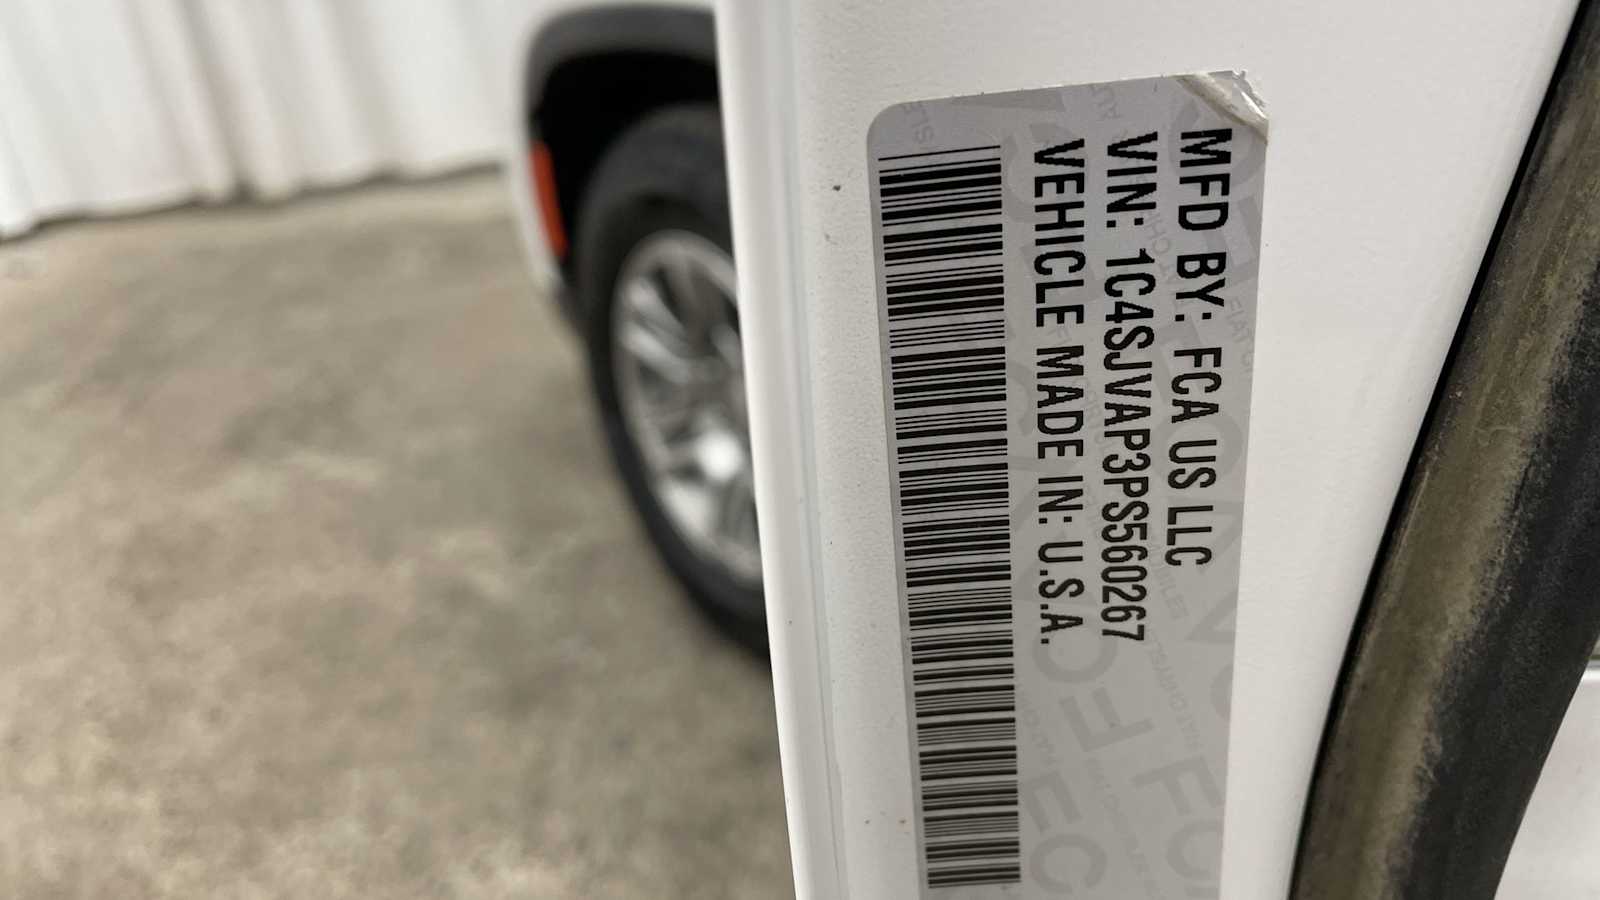 MFD BY: FCA US LLC
VIN: 1C4SJVAP3PS560267
VEHICLE MADE IN: U.S.A.